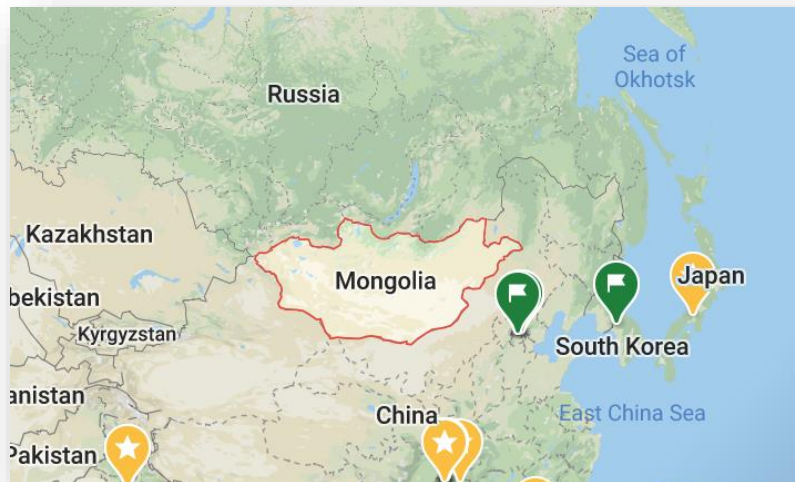 Sea of
Okhotsk
Russia
Kazakhstan
Mongolia
Japan
bekistan
Kyrgyzstan
South Korea
anistan
China
East China Sea
Pakistan